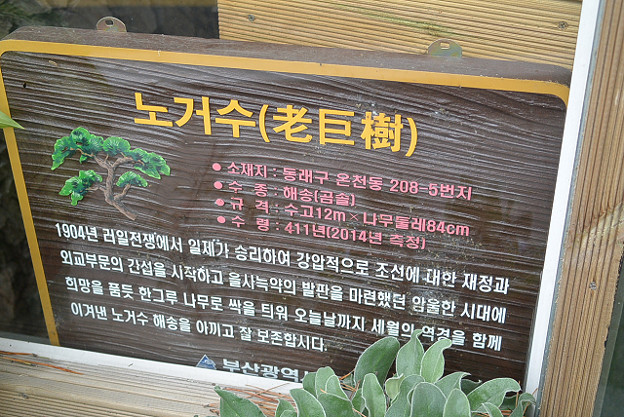 노거수(老巨樹)
• 소재지 : 동래구 온천동 208-5번지
• 수 종 : 해송(곰솔)
• 규 격 : 수고12m × 나무둘레84cm
• 수 령 : 411년(2014년 측정)
1904년 러일전쟁에서 일제가 승리하여 강압적으로 조선에 대한 재정과
외교부문의 간섭을 시작하고 을사늑약의 발판을 마련했던 암울한 시대에
희망을 품듯 한그루 나무로 싹을 틔워 오늘날까지 세월의 역경을 함께
이겨낸 노거수 해송을 아끼고 잘 보존합시다.
부산광역